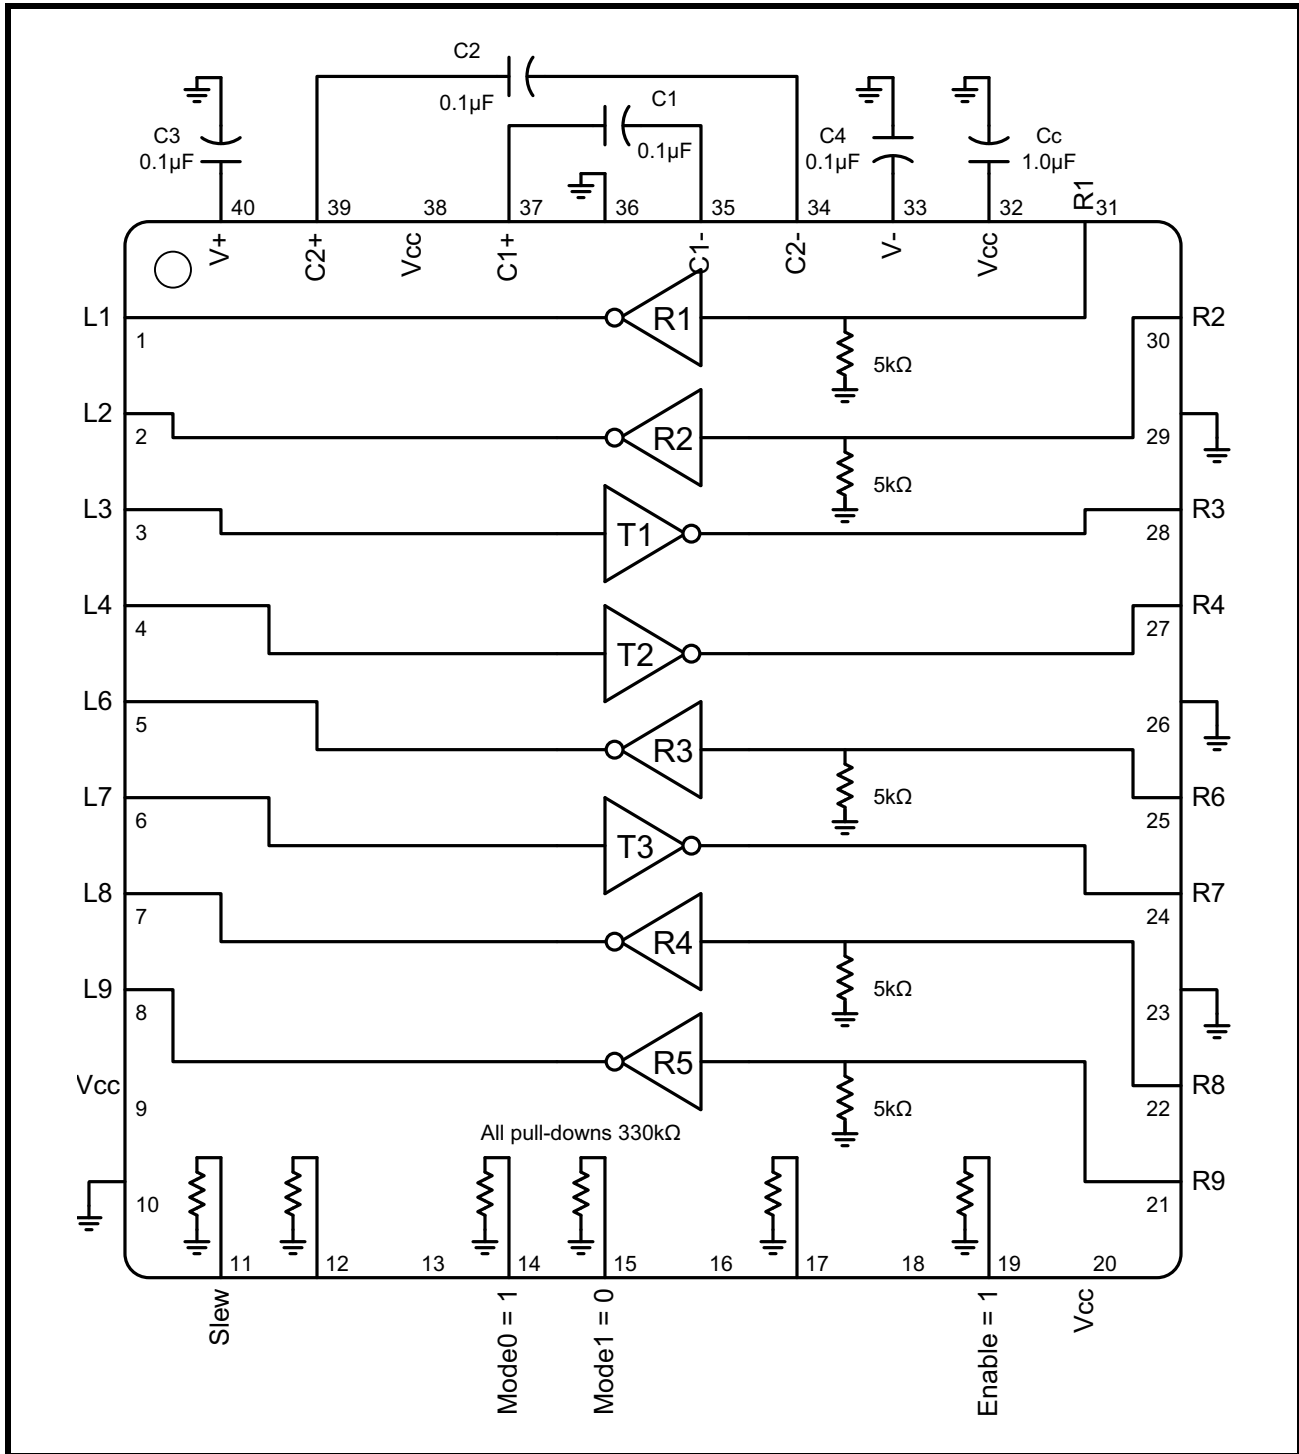 C2
0.1µF
C1
0.1µF
C3
0.1µF
C4
0.1µF
Cc
1.0µF
40
39
38
37
36
35
34
33
32
R1
31
V+
C2+
Vcc
C1+
C1-
C2-
V-
Vcc
L1
1
R1
5kΩ
30
R2
L2
2
R2
5kΩ
29
L3
3
T1
28
R3
L4
4
T2
27
R4
L6
5
R3
5kΩ
26
25
R6
L7
6
T3
24
R7
L8
7
R4
5kΩ
23
L9
8
R5
5kΩ
22
R8
Vcc
9
All pull-downs 330kΩ
10
21
R9
11
12
13
14
15
16
17
18
19
20
Slew
Mode0 = 1
Mode1 = 0
Enable = 1
Vcc